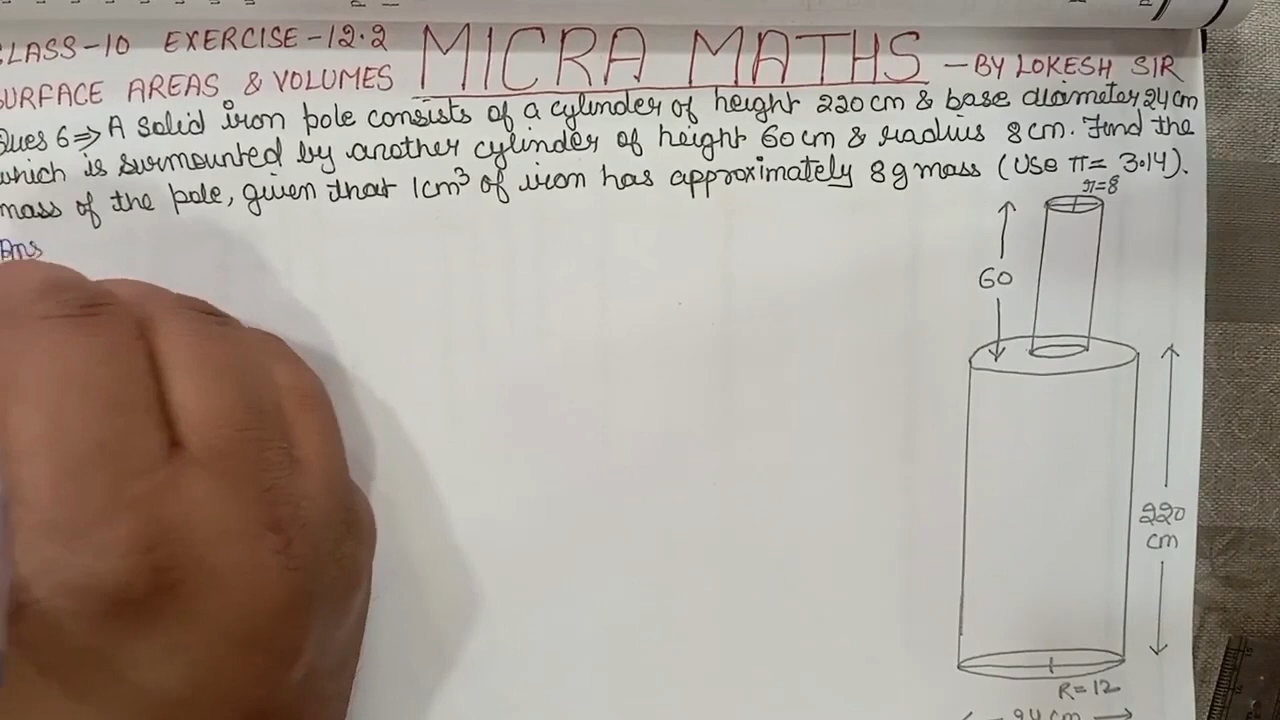 CLASS-10 EXERCISE-12.2 MICRA MATHS
SURFACE AREAS & VOLUMES - BY LOKESH SIR
Ques 6 ⇒ A solid iron pole consists of a cylinder of height 220 cm & base diameter 24 cm
which is surmounted by another cylinder of height 60 cm & radius 8 cm. Find the
mass of the pole, given that 1cm³ of iron has approximately 8g mass (Use π = 3.14).
Ans
r=8
60
220
cm
R=12
24 cm